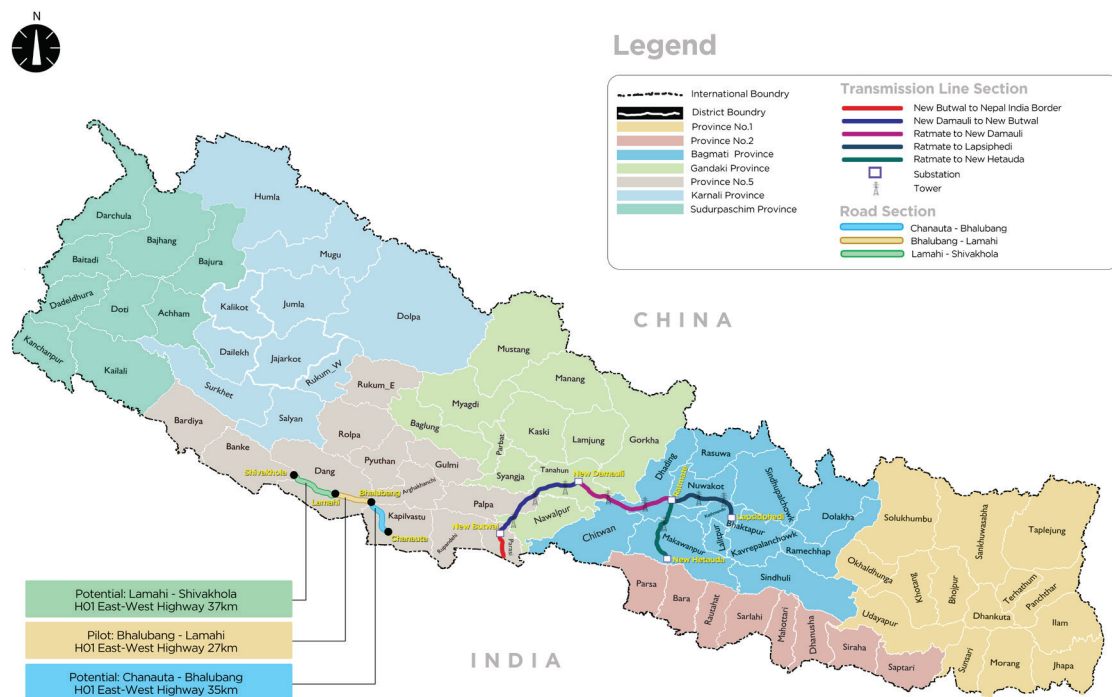 N
Legend
International Boundry
District Boundry
Province No.1
Province No.2
Bagmati Province
Gandaki Province
Province No.5
Karnali Province
Sudurpaschim Province
Transmission Line Section
New Butwal to Nepal India Border
New Damauli to New Butwal
Ratmate to New Damauli
Ratmate to Lapsiphedi
Ratmate to New Hetauda
Substation
Tower
Road Section
Chanauta - Bhalubang
Bhalubang - Lamahi
Lamahi - Shivakhola
CHINA
INDIA
Darchula
Bajhang
Baitadi
Bajura
Dadeldhura
Doti
Achham
Kanchanpur
Kailali
Humla
Mugu
Kalikot
Jumla
Dolpa
Dailekh
Jajarkot
Rukum_W
Surkhet
Salyan
Rukum_E
Bardiya
Banke
Rolpa
Dang
Pyuthan
Gulmi
Arghakhanchi
Palpa
Kapilvastu
Rupandehi
Parasi
Shivakhola
Lamahi
Bhalubang
Chanauta
New Butwal
Mustang
Manang
Myagdi
Baglung
Parbat
Kaski
Lamjung
Gorkha
Syangja
Tanahun
Nawalpur
New Damauli
Dhading
Rasuwa
Nuwakot
Sindhupalchowk
Ratmate
Lapsidphedi
Bhaktapur
Lalitpur
Kavrepalanchowk
Dolakha
Ramechhap
Chitwan
Makawanpur
New Hetauda
Sindhuli
Parsa
Bara
Rautahat
Sarlahi
Mahottari
Dhanusha
Siraha
Saptari
Solukhumbu
Sankhuwasabha
Taplejung
Okhaldhunga
Khotang
Bhojpur
Terhathum
Panchthar
Udayapur
Dhankuta
Ilam
Sunsari
Morang
Jhapa
Potential: Lamahi - Shivakhola
H01 East-West Highway 37km
Pilot: Bhalubang - Lamahi
H01 East-West Highway 27km
Potential: Chanauta - Bhalubang
H01 East-West Highway 35km